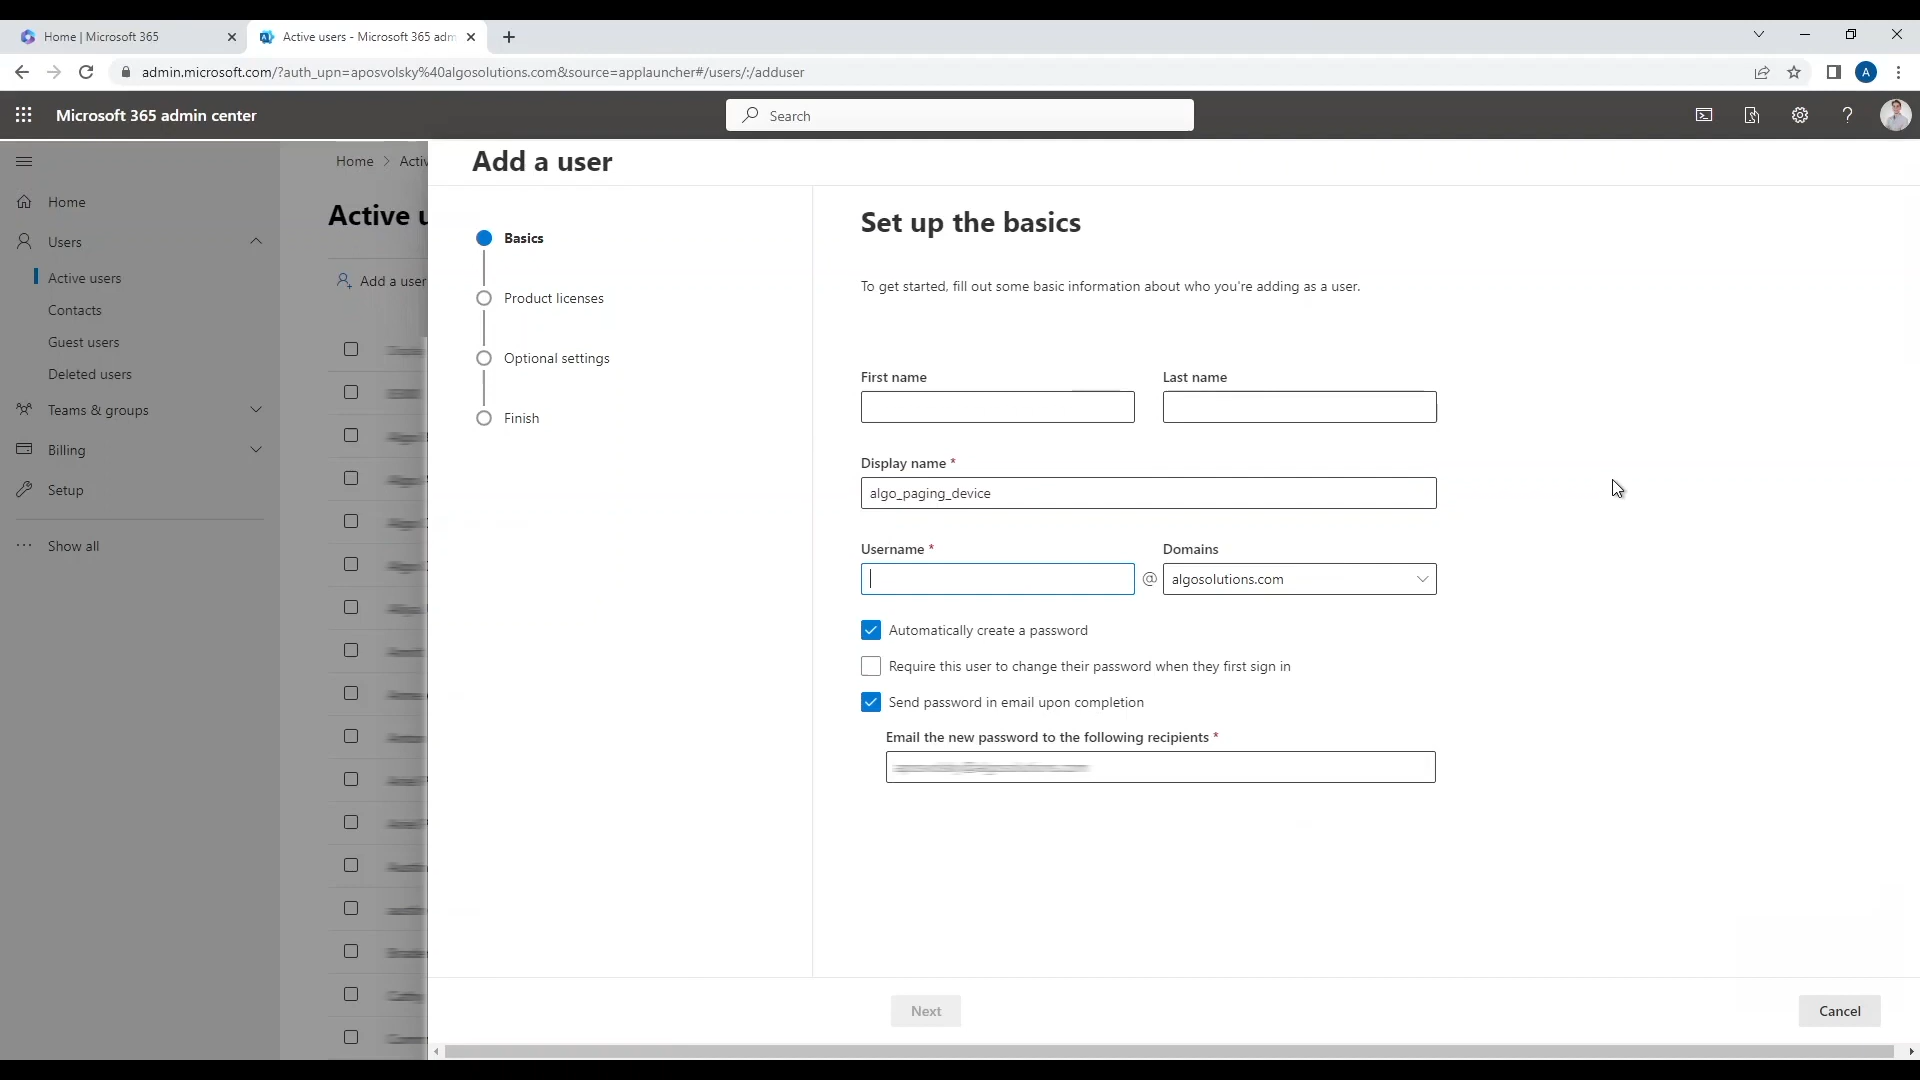 Home | Microsoft 365
Active users - Microsoft 365 adm
admin.microsoft.com/?auth_upn=aposvolsky%40algosolutions.com&source=applauncher#/users/:/adduser
A
Microsoft 365 admin center
Search
Home
Users
Active users
Contacts
Guest users
Deleted users
Teams & groups
Billing
Setup
Show all
Home > Activ
Active u
Add a user
Add a user
Basics
Product licenses
Optional settings
Finish
Set up the basics
To get started, fill out some basic information about who you're adding as a user.
First name
Last name
Display name *
algo_paging_device
Username *
Domains
@
algosolutions.com
Automatically create a password
Require this user to change their password when they first sign in
Send password in email upon completion
Email the new password to the following recipients *
Next
Cancel